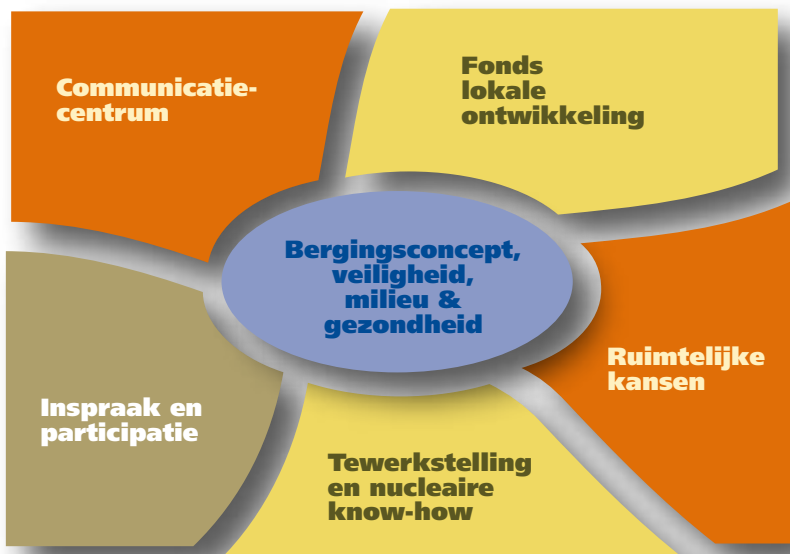 Communicatie-
centrum
Fonds
lokale
ontwikkeling
Bergingsconcept,
veiligheid,
milieu &
gezondheid
Ruimtelijke
kansen
Inspraak en
participatie
Tewerkstelling
en nucleaire
know-how